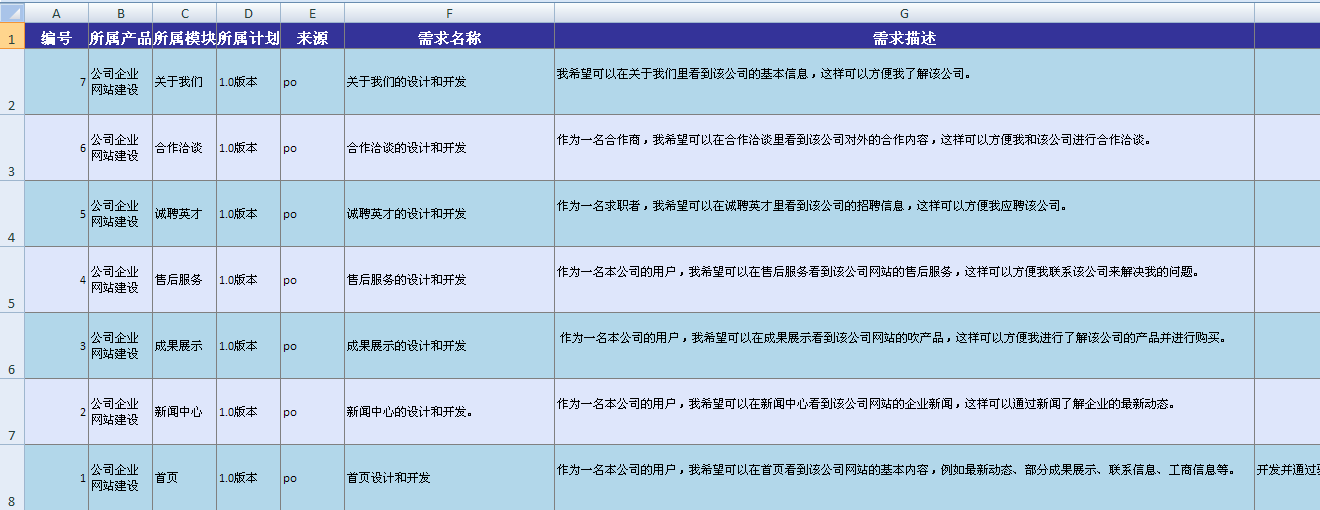 A B C D E F G
1 编号 所属产品 所属模块 所属计划 来源 需求名称 需求描述
2 7 公司企业网站建设 关于我们 1.0版本 po 关于我们的设计和开发 我希望可以在关于我们里看到该公司的基本信息，这样可以方便我了解该公司。
3 6 公司企业网站建设 合作洽谈 1.0版本 po 合作洽谈的设计和开发 作为一名合作商，我希望可以在合作洽谈里看到该公司对外的合作内容，这样可以方便我和该公司进行合作洽谈。
4 5 公司企业网站建设 诚聘英才 1.0版本 po 诚聘英才的设计和开发 作为一名求职者，我希望可以在诚聘英才里看到该公司的招聘信息，这样可以方便我应聘该公司。
5 4 公司企业网站建设 售后服务 1.0版本 po 售后服务的设计和开发 作为一名本公司的用户，我希望可以在售后服务看到该公司网站的售后服务，这样可以方便我联系该公司来解决我的问题。
6 3 公司企业网站建设 成果展示 1.0版本 po 成果展示的设计和开发 作为一名本公司的用户，我希望可以在成果展示看到该公司网站的吹产品，这样可以方便我进行了解该公司的产品并进行购买。
7 2 公司企业网站建设 新闻中心 1.0版本 po 新闻中心的设计和开发。 作为一名本公司的用户，我希望可以在新闻中心看到该公司网站的企业新闻，这样可以通过新闻了解企业的最新动态。
8 1 公司企业网站建设 首页 1.0版本 po 首页设计和开发 作为一名本公司的用户，我希望可以在首页看到该公司网站的基本内容，例如最新动态、部分成果展示、联系信息、工商信息等。 开发并通过